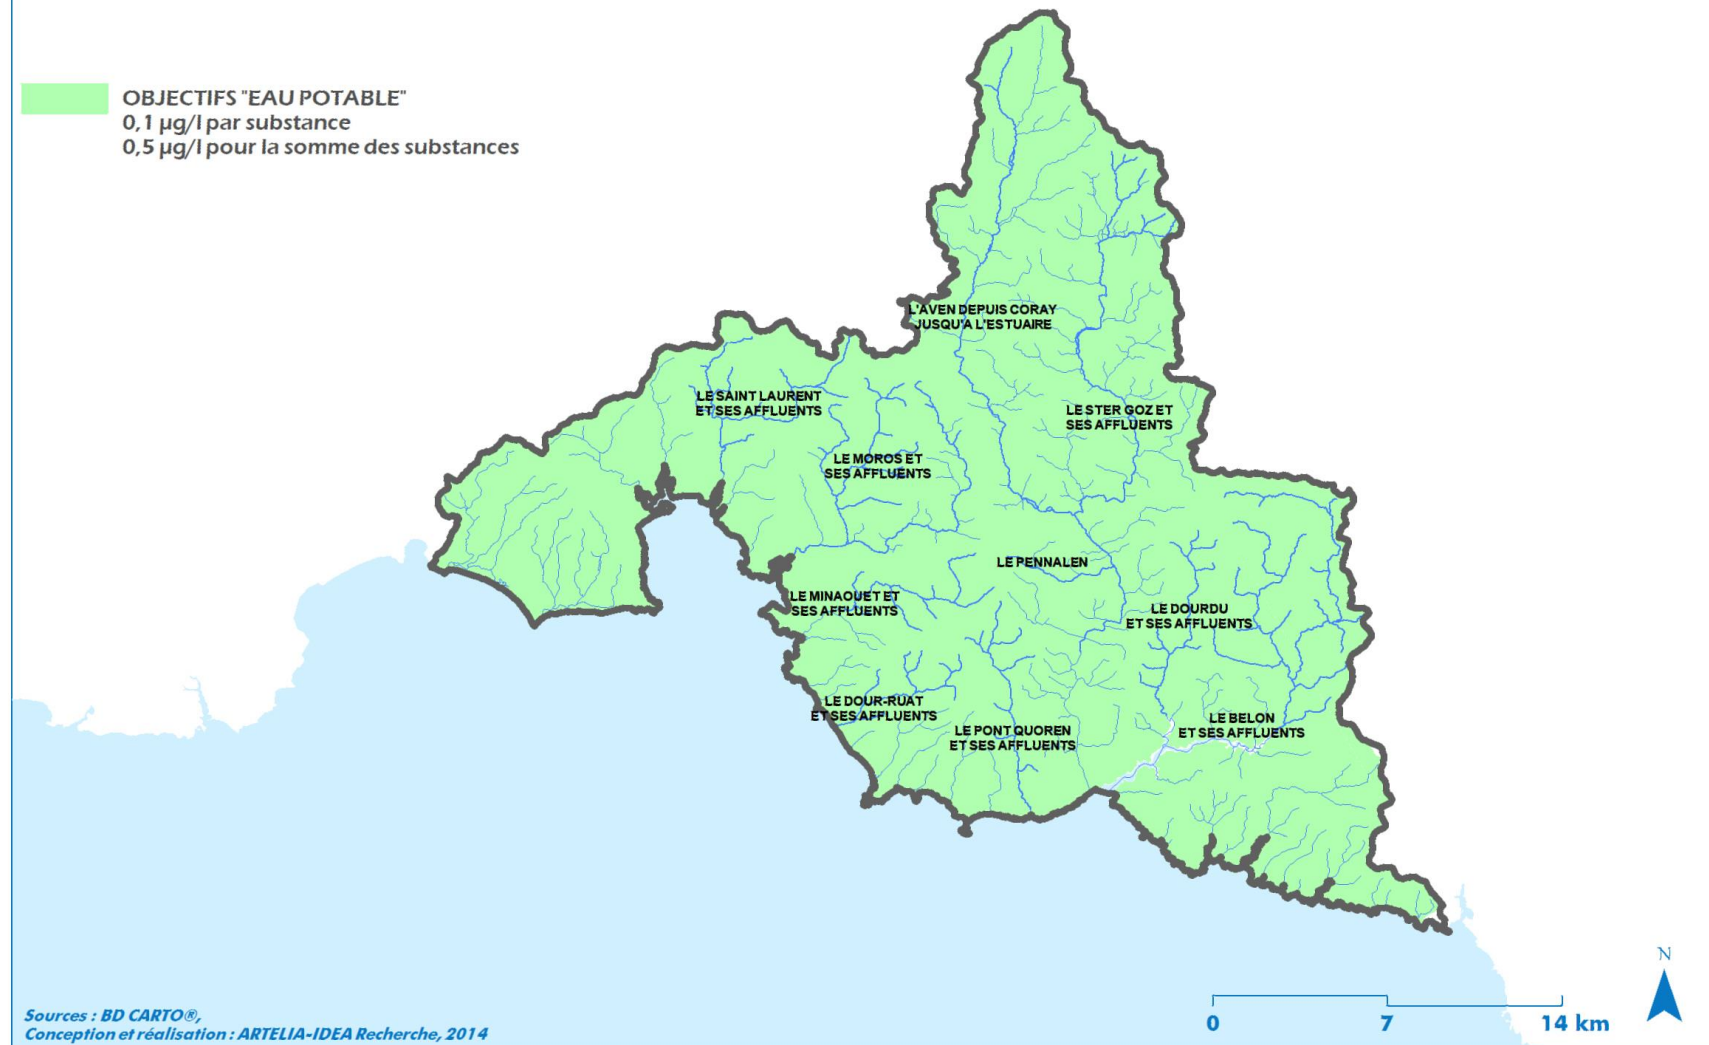 OBJECTIFS "EAU POTABLE"
0,1 µg/l par substance
0,5 µg/l pour la somme des substances
L'AVEN DEPUIS CORAY
JUSQU'A L'ESTUAIRE
LE SAINT LAURENT
ET SES AFFLUENTS
LE STER GOZ ET
SES AFFLUENTS
LE MOROS ET
SES AFFLUENTS
LE PENNALEN
LE MINAOUET ET
SES AFFLUENTS
LE DOURDU
ET SES AFFLUENTS
LE DOUR-RUAT
ET SES AFFLUENTS
LE PONT QUOREN
ET SES AFFLUENTS
LE BELON
ET SES AFFLUENTS
N
0 7 14 km
Sources : BD CARTO®,
Conception et réalisation : ARTELIA-IDEA Recherche, 2014